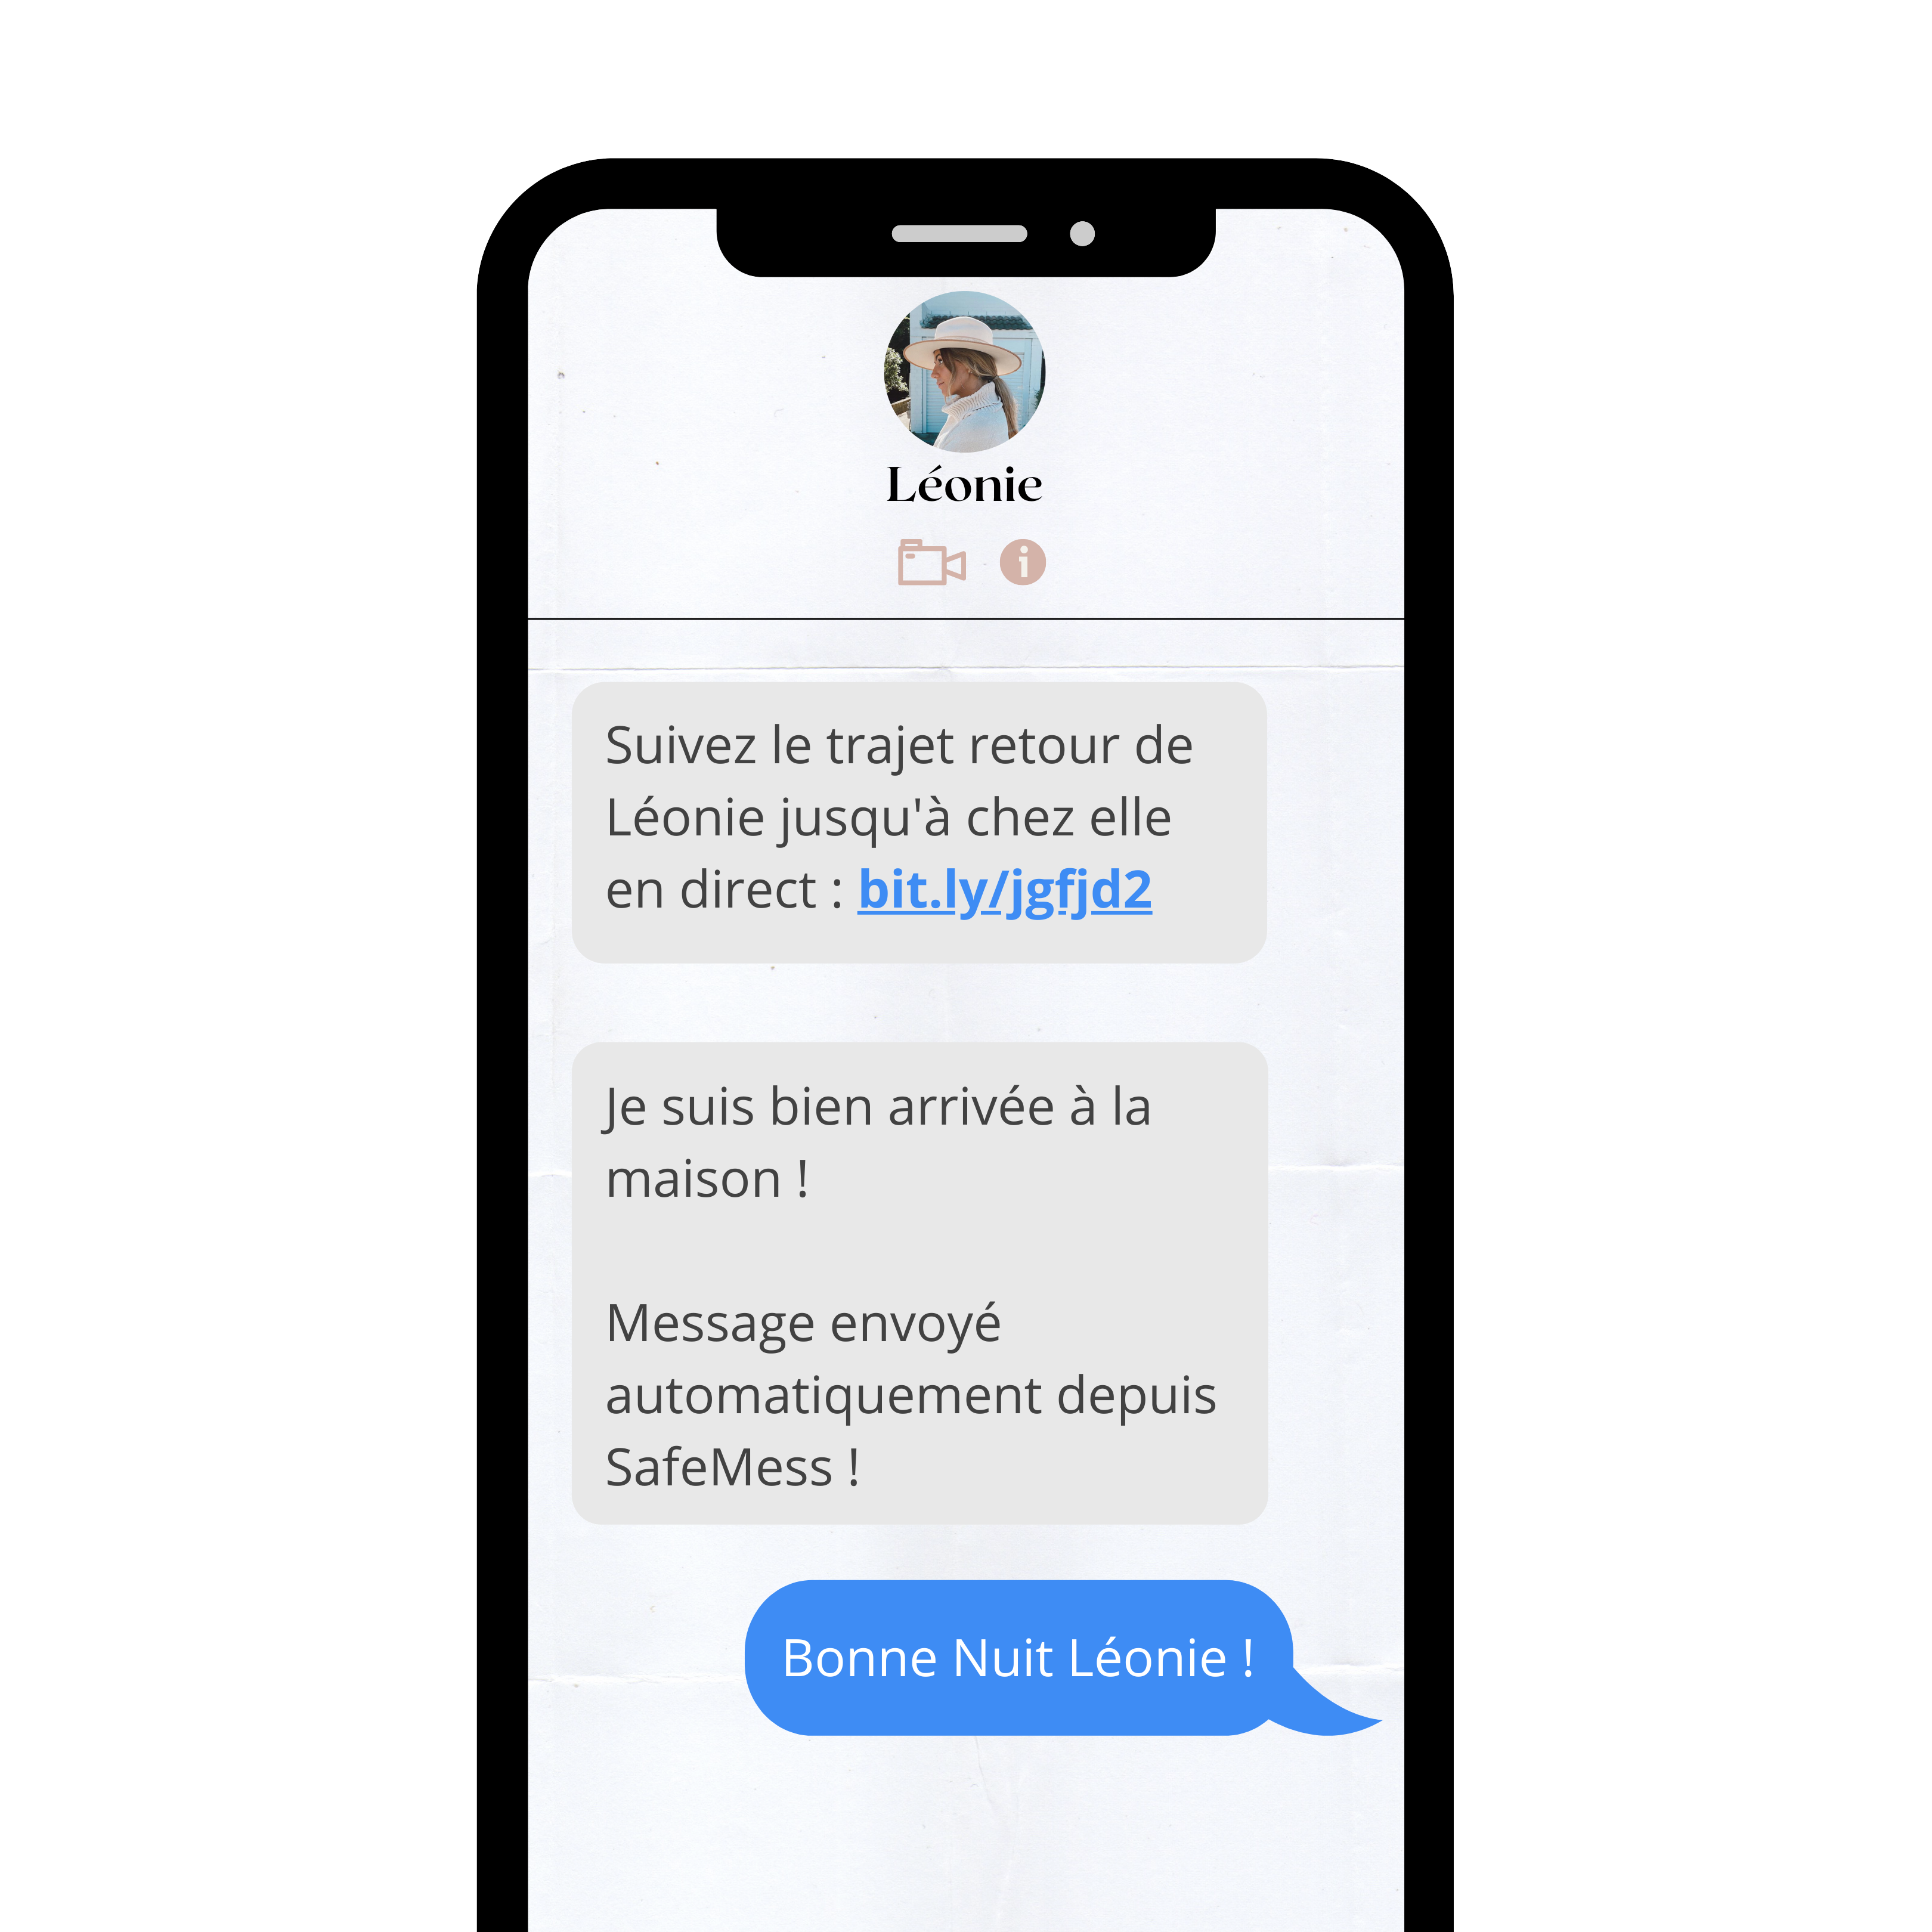 Léonie
Suivez le trajet retour de
Léonie jusqu'à chez elle
en direct : bit.ly/jgfjd2
Je suis bien arrivée à la
maison !
Message envoyé
automatiquement depuis
SafeMess !
Bonne Nuit Léonie !